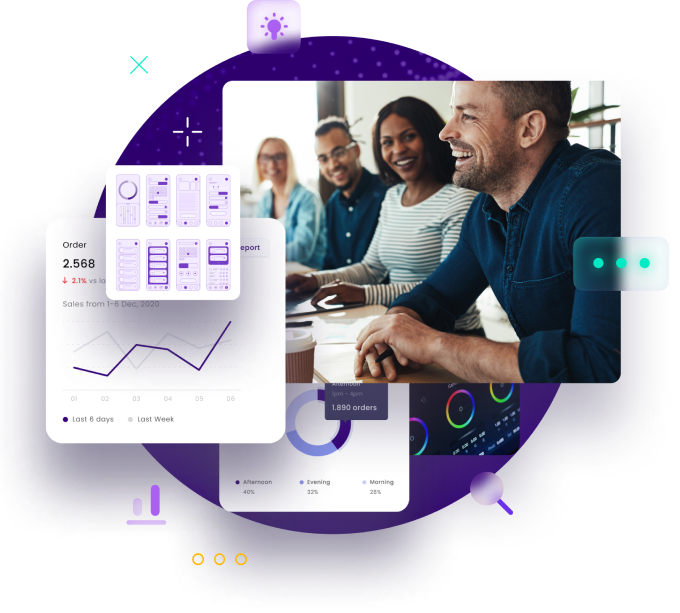 Order
eport
2.568
2.1% vs la
Sales from 1-6 Dec, 2020
01 02 03 04 05 06
Last 6 days Last Week
Afternoon
1pm - 4pm
1.890 orders
Afternoon Evening Morning
40% 32% 28%